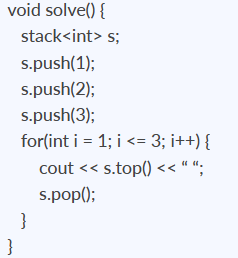 void solve() {
stack<int> s;
s.push(1);
s.push(2);
s.push(3);
for(int i = 1; i <= 3; i++) {
cout << s.top() << “ “;
s.pop();
}
}